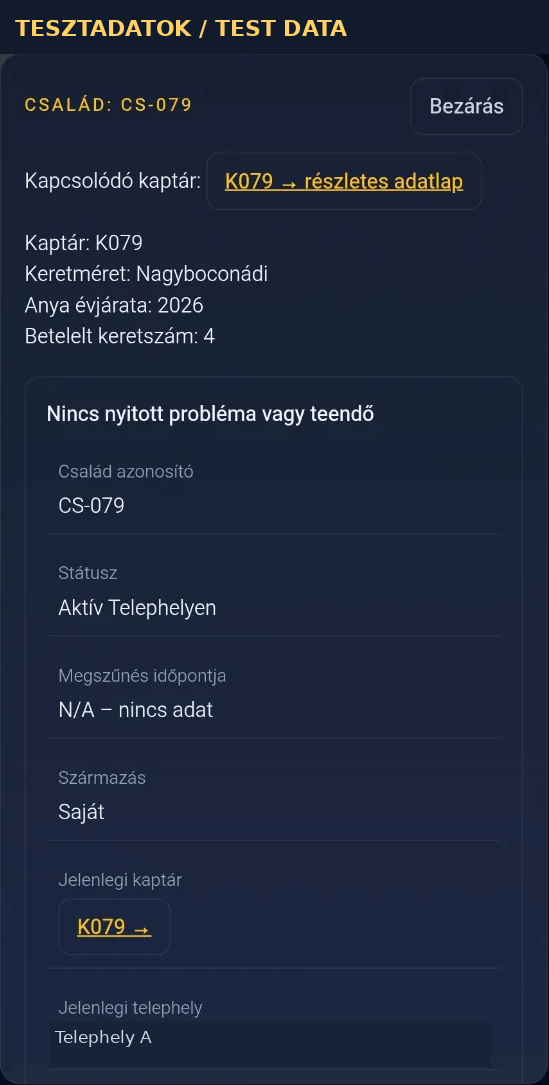 TESZTADATOK / TEST DATA
CSALÁD: CS-079
Bezárás
Kapcsolódó kaptár: K079 → részletes adatlap
Kaptár: K079
Keretméret: Nagyboconádi
Anya évjárata: 2026
Betelelt keretszám: 4
Nincs nyitott probléma vagy teendő
Család azonosító
CS-079
Státusz
Aktív Telephelyen
Megszűnés időpontja
N/A – nincs adat
Származás
Saját
Jelenlegi kaptár
K079 →
Jelenlegi telephely
Telephely A